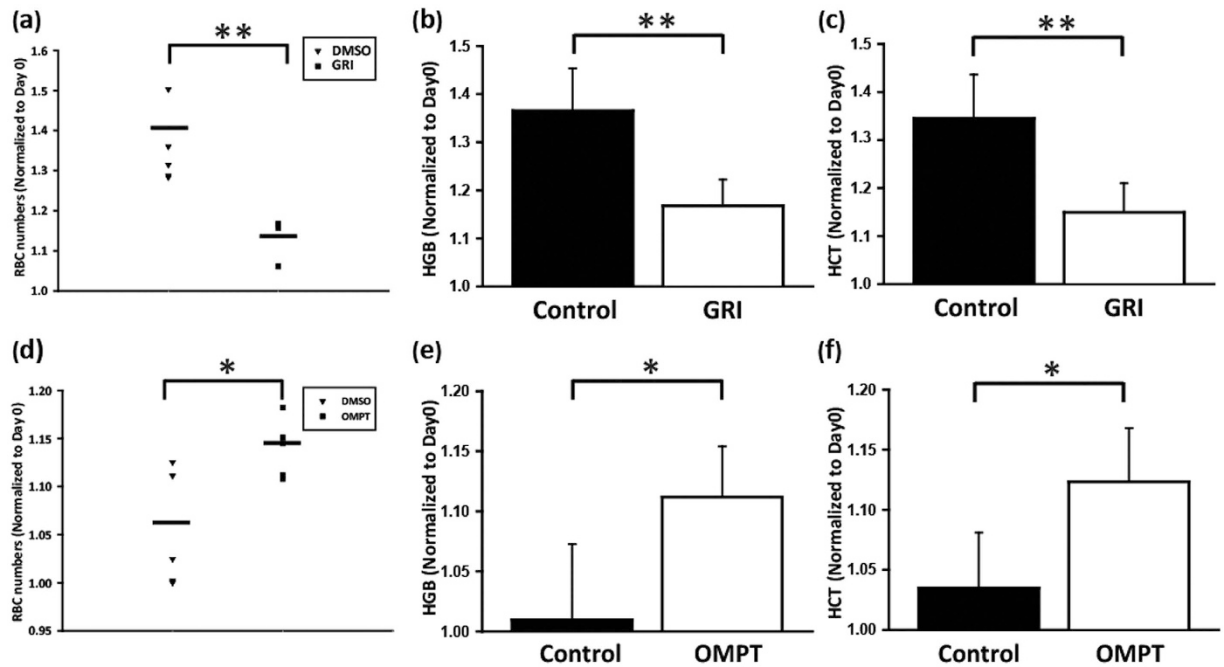 (a)
**
RBC numbers (Normalized to Day 0)
1.6
1.5
1.4
1.3
1.2
1.1
1.0
DMSO
GRI
(b)
**
HGB (Normalized to Day0)
1.5
1.4
1.3
1.2
1.1
1.0
Control GRI
(c)
**
HCT (Normalized to Day0)
1.5
1.4
1.3
1.2
1.1
1.0
Control GRI
(d)
*
RBC numbers (Normalized to Day 0)
1.20
1.15
1.10
1.05
1.00
0.95
DMSO
OMPT
(e)
*
HGB (Normalized to Day0)
1.20
1.15
1.10
1.05
1.00
Control OMPT
(f)
*
HCT (Normalized to Day0)
1.20
1.15
1.10
1.05
1.00
Control OMPT